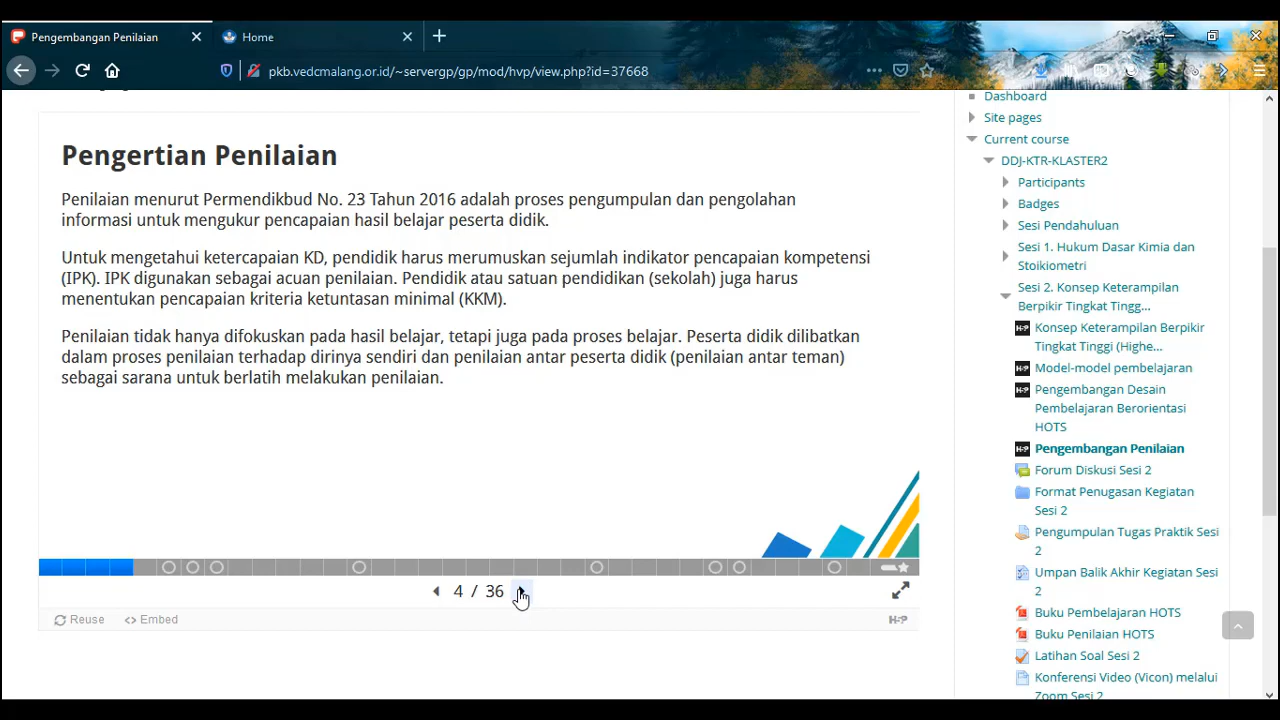 Pengembangan Penilaian
Home
pkb.vedcmalang.or.id/~servergp/gp/mod/hvp/view.php?id=37668
Pengertian Penilaian
Penilaian menurut Permendikbud No. 23 Tahun 2016 adalah proses pengumpulan dan pengolahan
informasi untuk mengukur pencapaian hasil belajar peserta didik.
Untuk mengetahui ketercapaian KD, pendidik harus merumuskan sejumlah indikator pencapaian kompetensi
(IPK). IPK digunakan sebagai acuan penilaian. Pendidik atau satuan pendidikan (sekolah) juga harus
menentukan pencapaian kriteria ketuntasan minimal (KKM).
Penilaian tidak hanya difokuskan pada hasil belajar, tetapi juga pada proses belajar. Peserta didik dilibatkan
dalam proses penilaian terhadap dirinya sendiri dan penilaian antar peserta didik (penilaian antar teman)
sebagai sarana untuk berlatih melakukan penilaian.
4 / 36
Reuse
Embed
H5P
Dashboard
Site pages
Current course
DDJ-KTR-KLASTER2
Participants
Badges
Sesi Pendahuluan
Sesi 1. Hukum Dasar Kimia dan
Stoikiometri
Sesi 2. Konsep Keterampilan
Berpikir Tingkat Tingg...
H5P Konsep Keterampilan Berpikir
Tingkat Tinggi (Highe...
H5P Model-model pembelajaran
H5P Pengembangan Desain
Pembelajaran Berorientasi
HOTS
H5P Pengembangan Penilaian
Forum Diskusi Sesi 2
Format Penugasan Kegiatan
Sesi 2
Pengumpulan Tugas Praktik Sesi
2
Umpan Balik Akhir Kegiatan Sesi
2
Buku Pembelajaran HOTS
Buku Penilaian HOTS
Latihan Soal Sesi 2
Konferensi Video (Vicon) melalui
Zoom Sesi 2